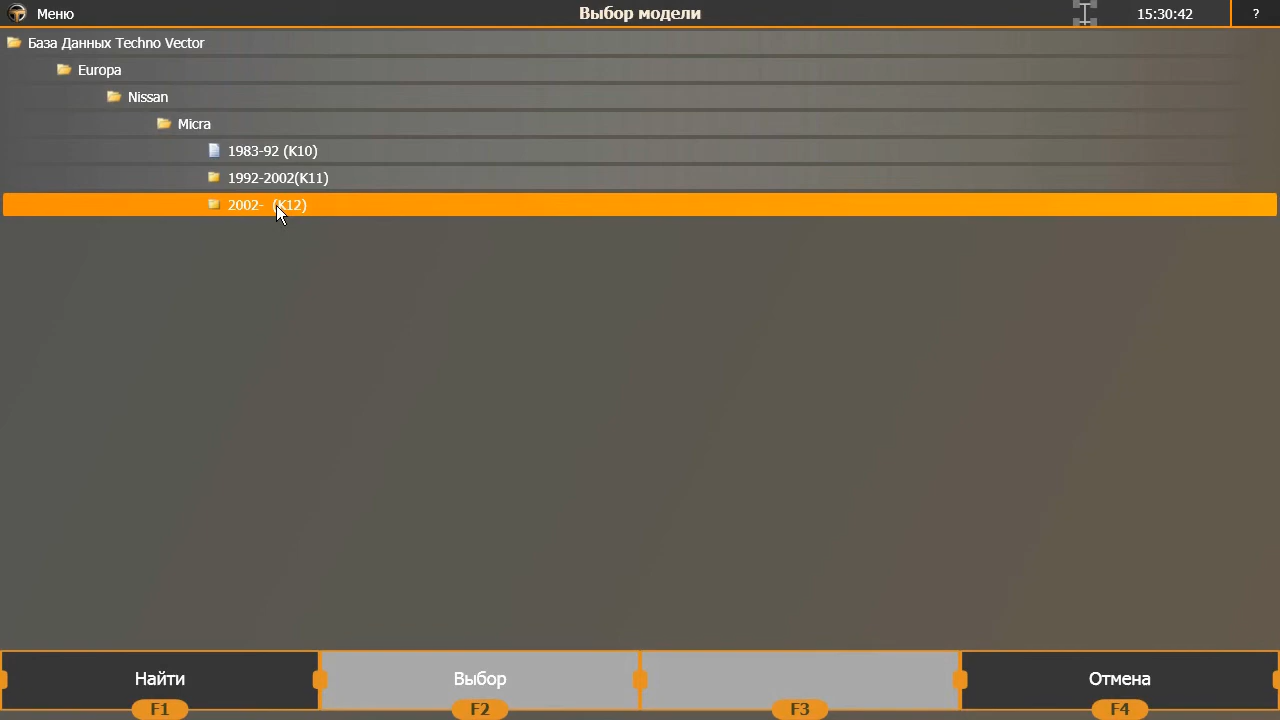 Меню
Выбор модели
15:30:42
?
База Данных Techno Vector
Europa
Nissan
Micra
1983-92 (K10)
1992-2002(K11)
2002-  (K12)
Найти
Выбор
Отмена
F1
F2
F3
F4